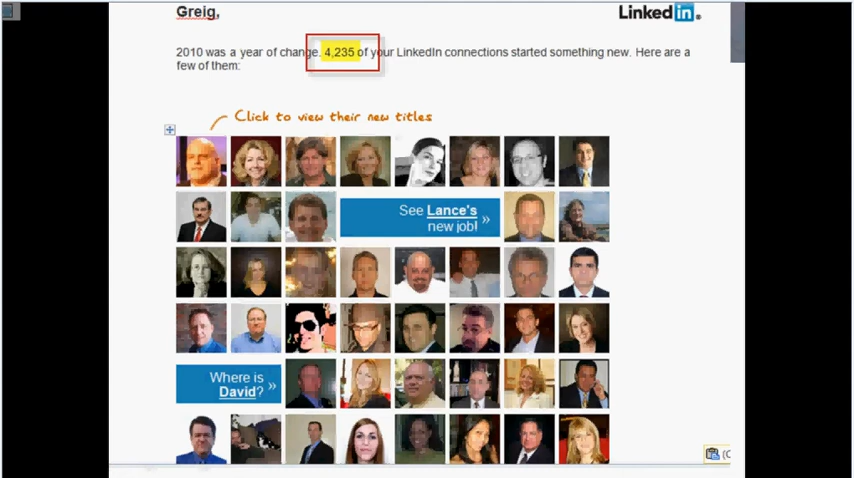 Greig,
LinkedIn®
2010 was a year of change. 4,235 of your LinkedIn connections started something new. Here are a
few of them:
Click to view their new titles
See Lance's
new job! »
Where is
David? »
(C